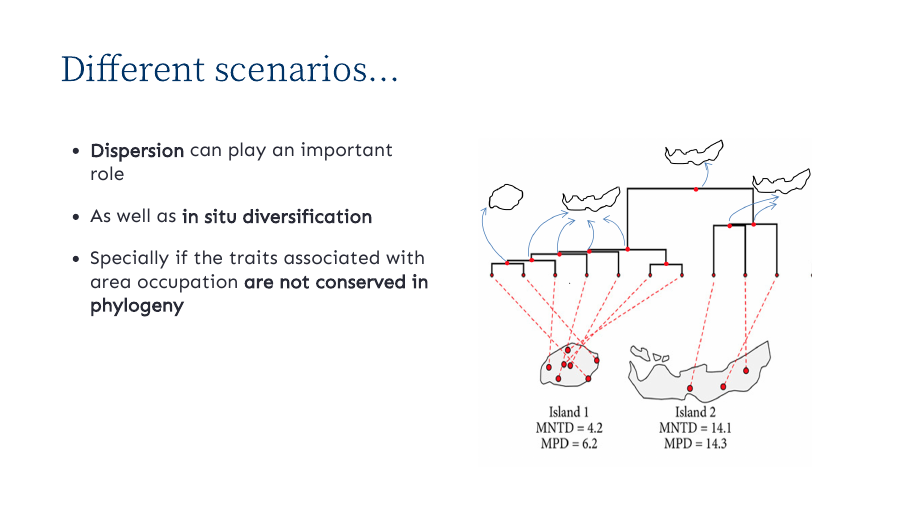 Different scenarios...
• Dispersion can play an important
role
• As well as in situ diversification
• Specially if the traits associated with
area occupation are not conserved in
phylogeny
Island 1
MNTD = 4.2
MPD = 6.2
Island 2
MNTD = 14.1
MPD = 14.3